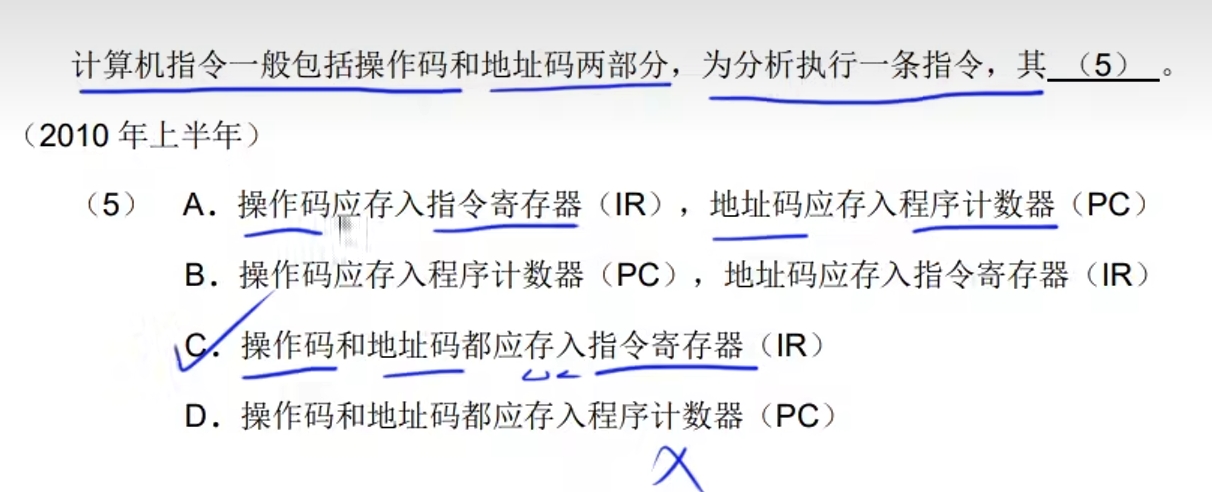 计算机指令一般包括操作码和地址码两部分，为分析执行一条指令，其 （5） 。
（2010 年上半年）
（5） A．操作码应存入指令寄存器（IR），地址码应存入程序计数器（PC）
B．操作码应存入程序计数器（PC），地址码应存入指令寄存器（IR）
C．操作码和地址码都应存入指令寄存器（IR）
D．操作码和地址码都应存入程序计数器（PC）